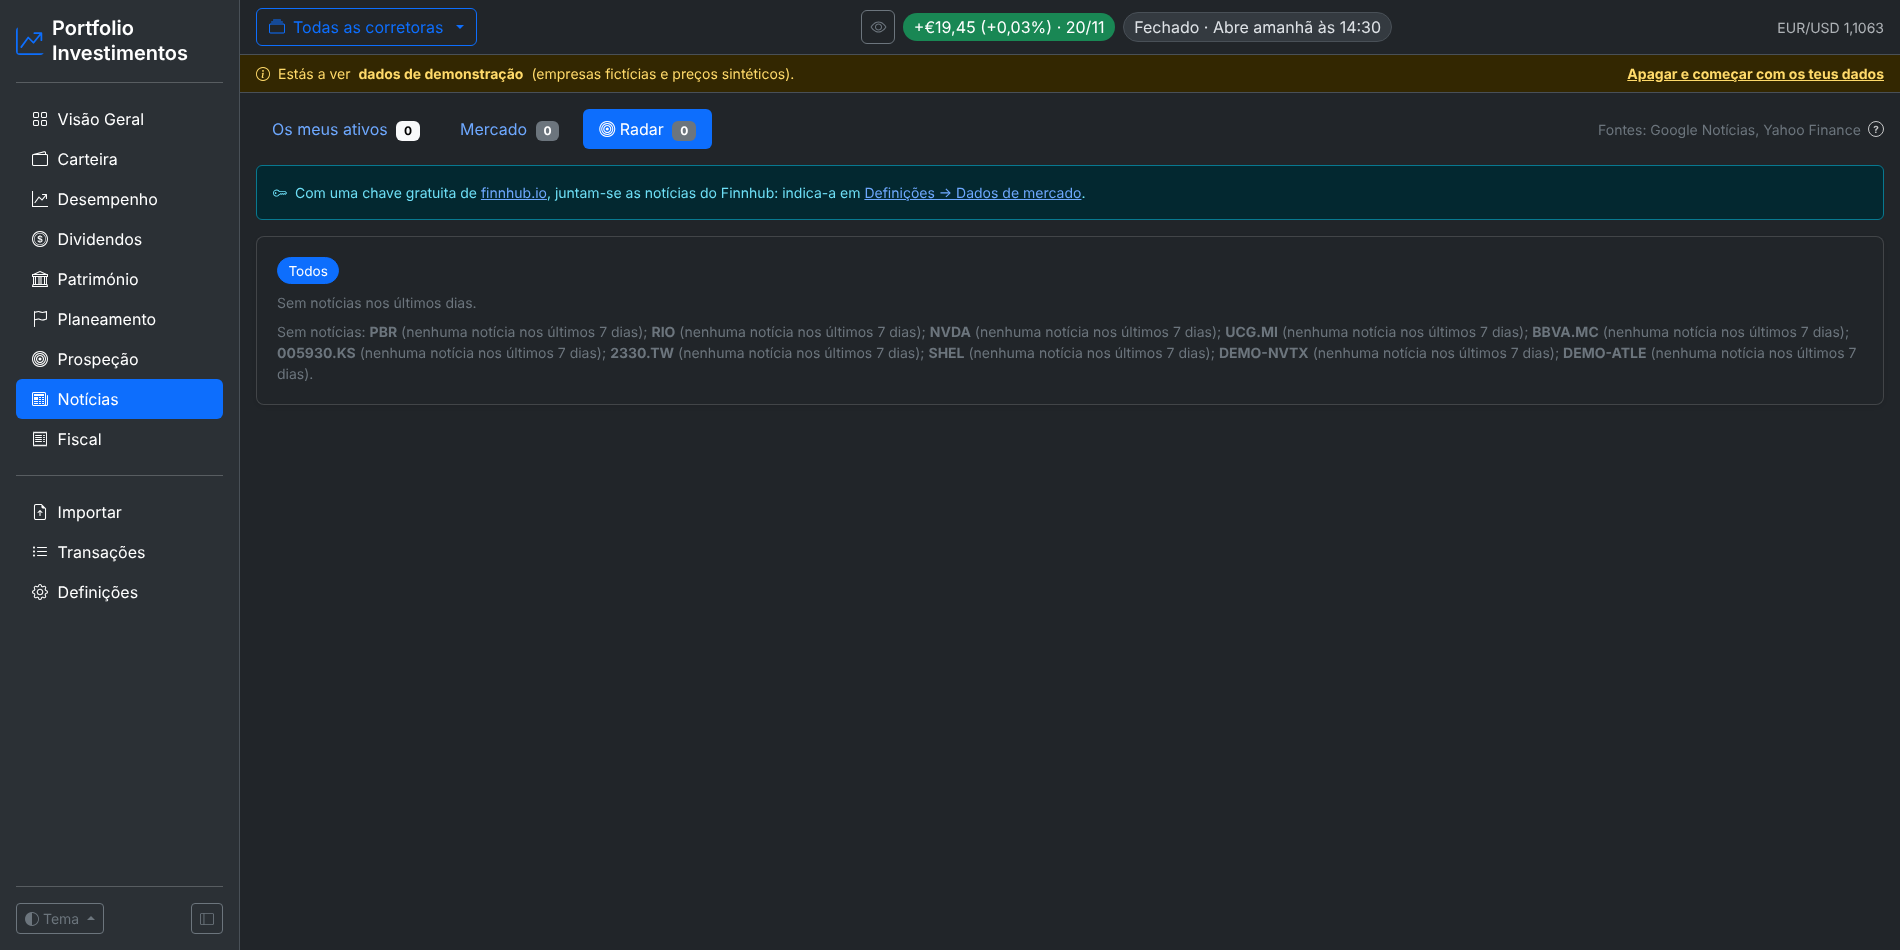 Portfolio
Investimentos
Visão Geral
Carteira
Desempenho
Dividendos
Património
Planeamento
Prospeção
Notícias
Fiscal
Importar
Transações
Definições
Tema
Todas as corretoras
+€19,45 (+0,03%) · 20/11
Fechado · Abre amanhã às 14:30
EUR/USD 1,1063
Estás a ver dados de demonstração (empresas fictícias e preços sintéticos).
Apagar e começar com os teus dados
Os meus ativos 0
Mercado 0
Radar 0
Fontes: Google Notícias, Yahoo Finance ?
Com uma chave gratuita de finnhub.io, juntam-se as notícias do Finnhub: indica-a em Definições → Dados de mercado.
Todos
Sem notícias nos últimos dias.
Sem notícias: PBR (nenhuma notícia nos últimos 7 dias); RIO (nenhuma notícia nos últimos 7 dias); NVDA (nenhuma notícia nos últimos 7 dias); UCG.MI (nenhuma notícia nos últimos 7 dias); BBVA.MC (nenhuma notícia nos últimos 7 dias);
005930.KS (nenhuma notícia nos últimos 7 dias); 2330.TW (nenhuma notícia nos últimos 7 dias); SHEL (nenhuma notícia nos últimos 7 dias); DEMO-NVTX (nenhuma notícia nos últimos 7 dias); DEMO-ATLE (nenhuma notícia nos últimos 7
dias).